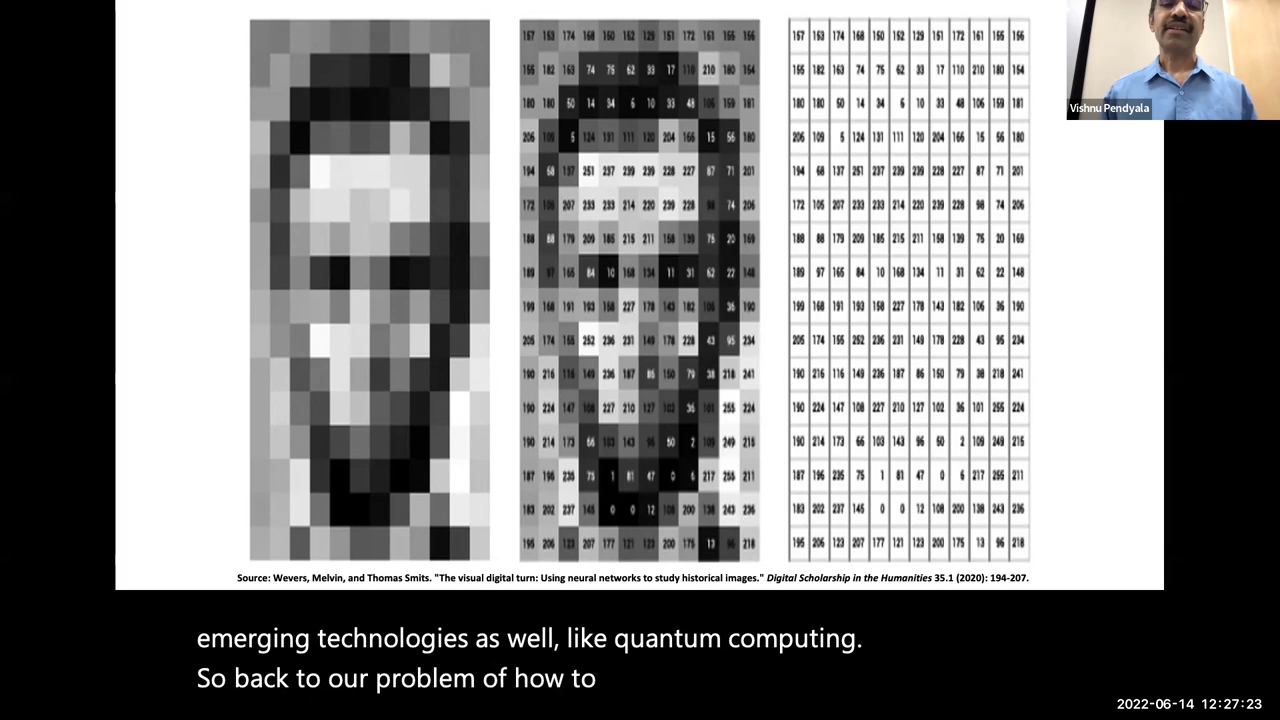 157 153 174 168 150 152 129 151 172 161 155 156
155 182 163 74 75 62 33 17 110 210 180 154
180 180 50 14 34 6 10 33 48 106 159 181
206 109 5 124 131 111 120 204 166 15 56 180
194 68 137 251 237 239 239 228 227 87 71 201
172 105 207 233 233 214 220 239 228 98 74 206
188 88 179 209 185 215 211 158 139 75 20 169
189 97 165 84 10 168 134 11 31 62 22 148
199 168 191 193 158 227 178 143 182 106 36 190
205 174 155 252 236 231 149 178 228 43 95 234
190 216 116 149 236 187 86 150 79 38 218 241
190 224 147 108 227 210 127 102 36 101 255 224
190 214 173 66 103 143 96 50 2 109 249 215
187 196 235 75 1 81 47 0 6 217 255 211
183 202 237 145 0 0 12 108 200 138 243 236
195 206 123 207 177 121 123 200 175 13 96 218
Vishnu Pendyala
Source: Wevers, Melvin, and Thomas Smits. "The visual digital turn: Using neural networks to study historical images." Digital Scholarship in the Humanities 35.1 (2020): 194-207.
emerging technologies as well, like quantum computing.
So back to our problem of how to
2022-06-14 12:27:23